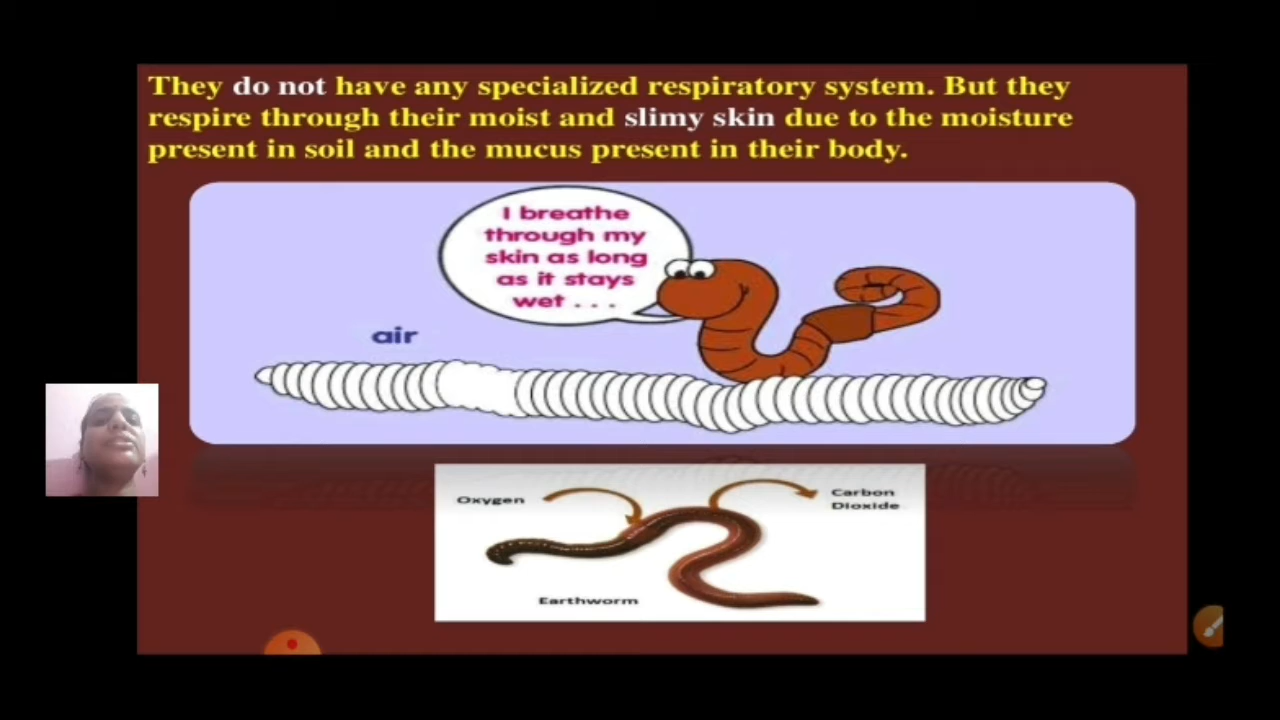 They do not have any specialized respiratory system. But they
respire through their moist and slimy skin due to the moisture
present in soil and the mucus present in their body.
I breathe
through my
skin as long
as it stays
wet . . .
air
Oxygen
Carbon
Dioxide
Earthworm